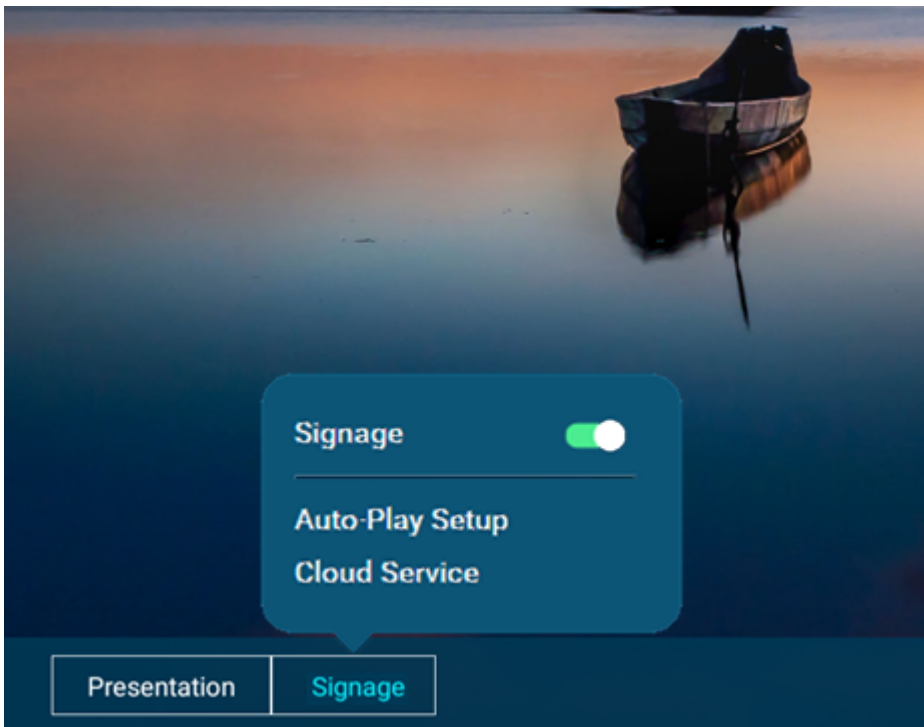 Signage
Auto-Play Setup
Cloud Service
Presentation
Signage